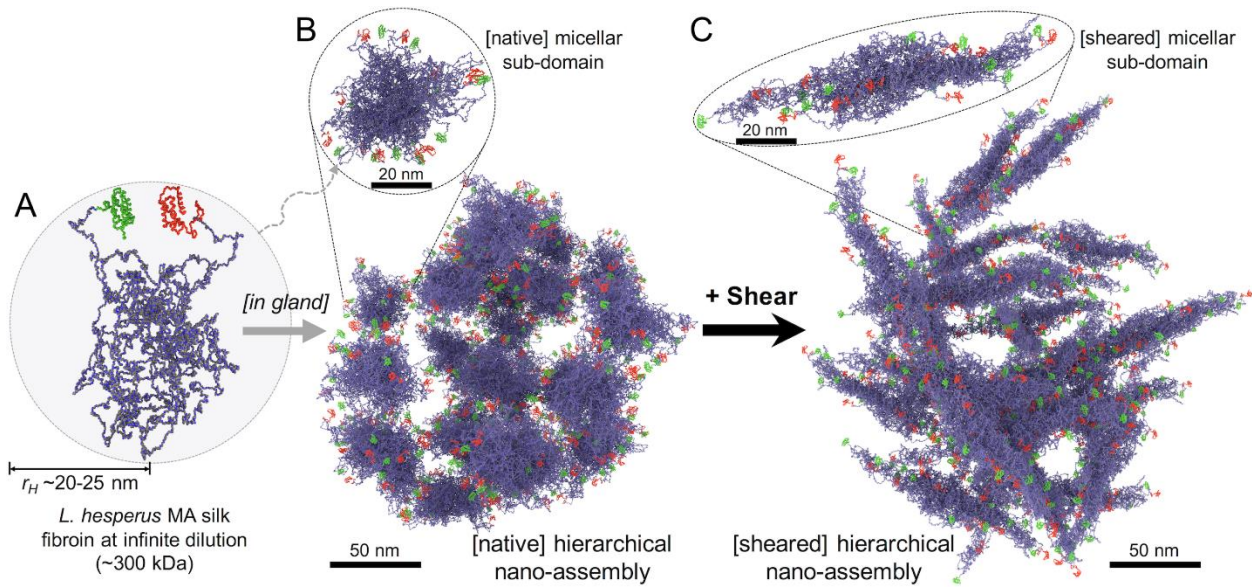 A
r_H ~20-25 nm
L. hesperus MA silk
fibroin at infinite dilution
(~300 kDa)
[in gland]
B
[native] micellar
sub-domain
20 nm
50 nm
[native] hierarchical
nano-assembly
+ Shear
C
[sheared] micellar
sub-domain
20 nm
[sheared] hierarchical
nano-assembly
50 nm